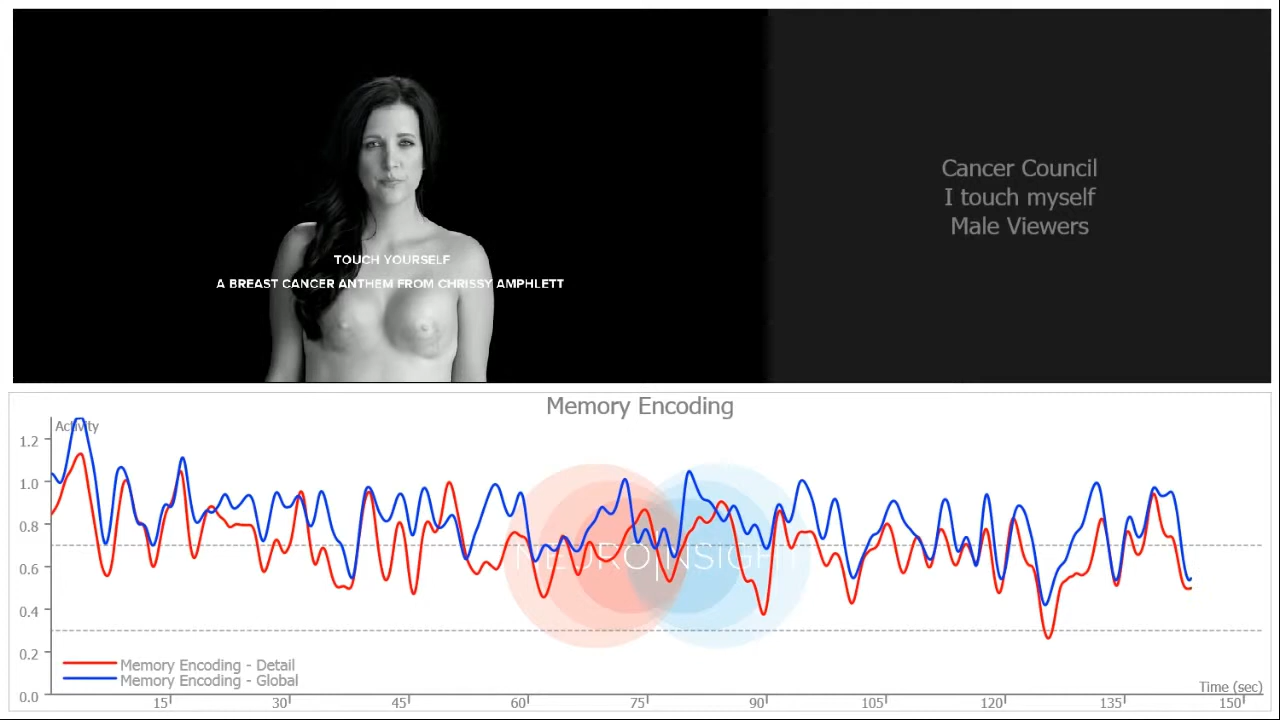 TOUCH YOURSELF
A BREAST CANCER ANTHEM FROM CHRISSY AMPHLETT
Cancer Council
I touch myself
Male Viewers
Memory Encoding
Activity
1.2
1.0
0.8
0.6
0.4
0.2
0.0
NEURO|INSIGHT
Memory Encoding - Detail
Memory Encoding - Global
Time (sec)
15
30
45
60
75
90
105
120
135
150